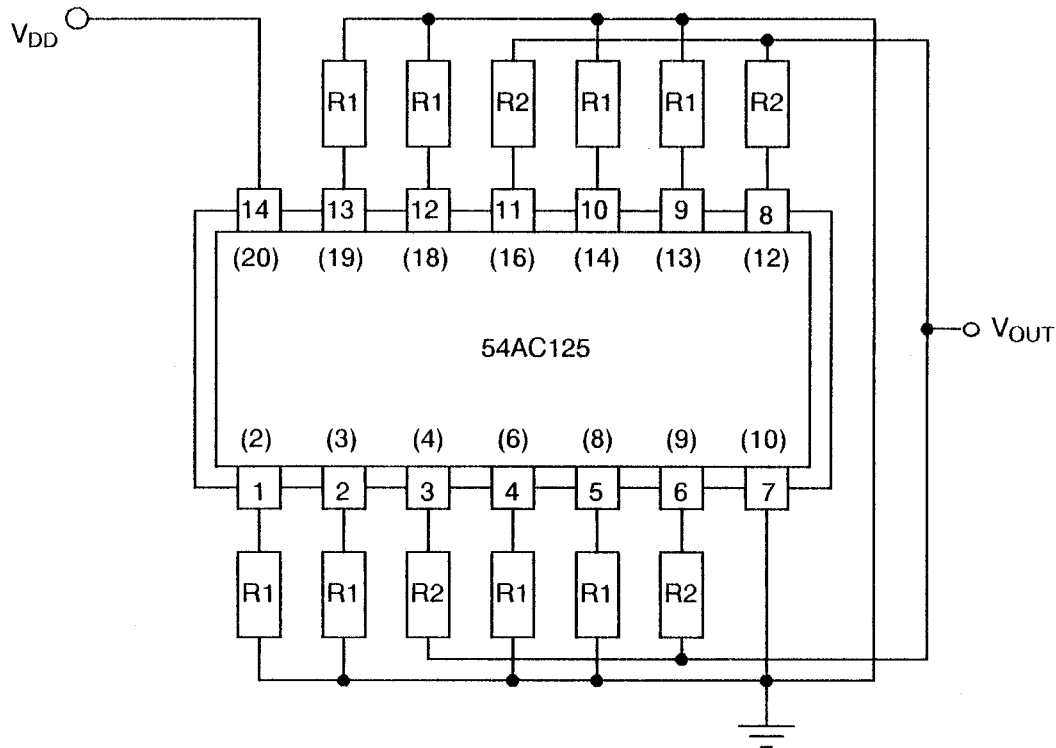 VDD
R1 R1 R2 R1 R1 R2
14 13 12 11 10 9 8
(20) (19) (18) (16) (14) (13) (12)
VOUT
54AC125
(2) (3) (4) (6) (8) (9) (10)
1 2 3 4 5 6 7
R1 R1 R2 R1 R1 R2